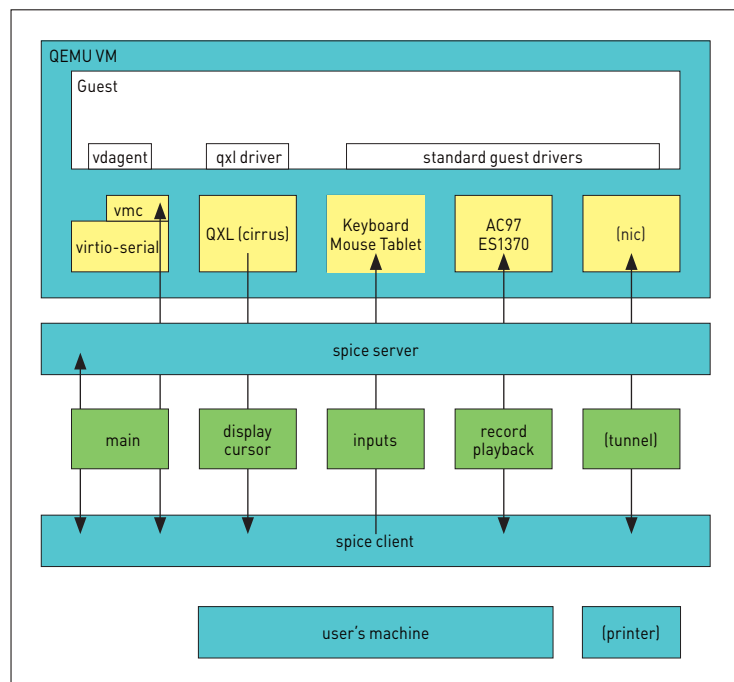 QEMU VM
Guest
vdagent
qxl driver
standard guest drivers
vmc
virtio-serial
QXL (cirrus)
Keyboard
Mouse Tablet
AC97
ES1370
(nic)
spice server
main
display
cursor
inputs
record
playback
(tunnel)
spice client
user's machine
(printer)